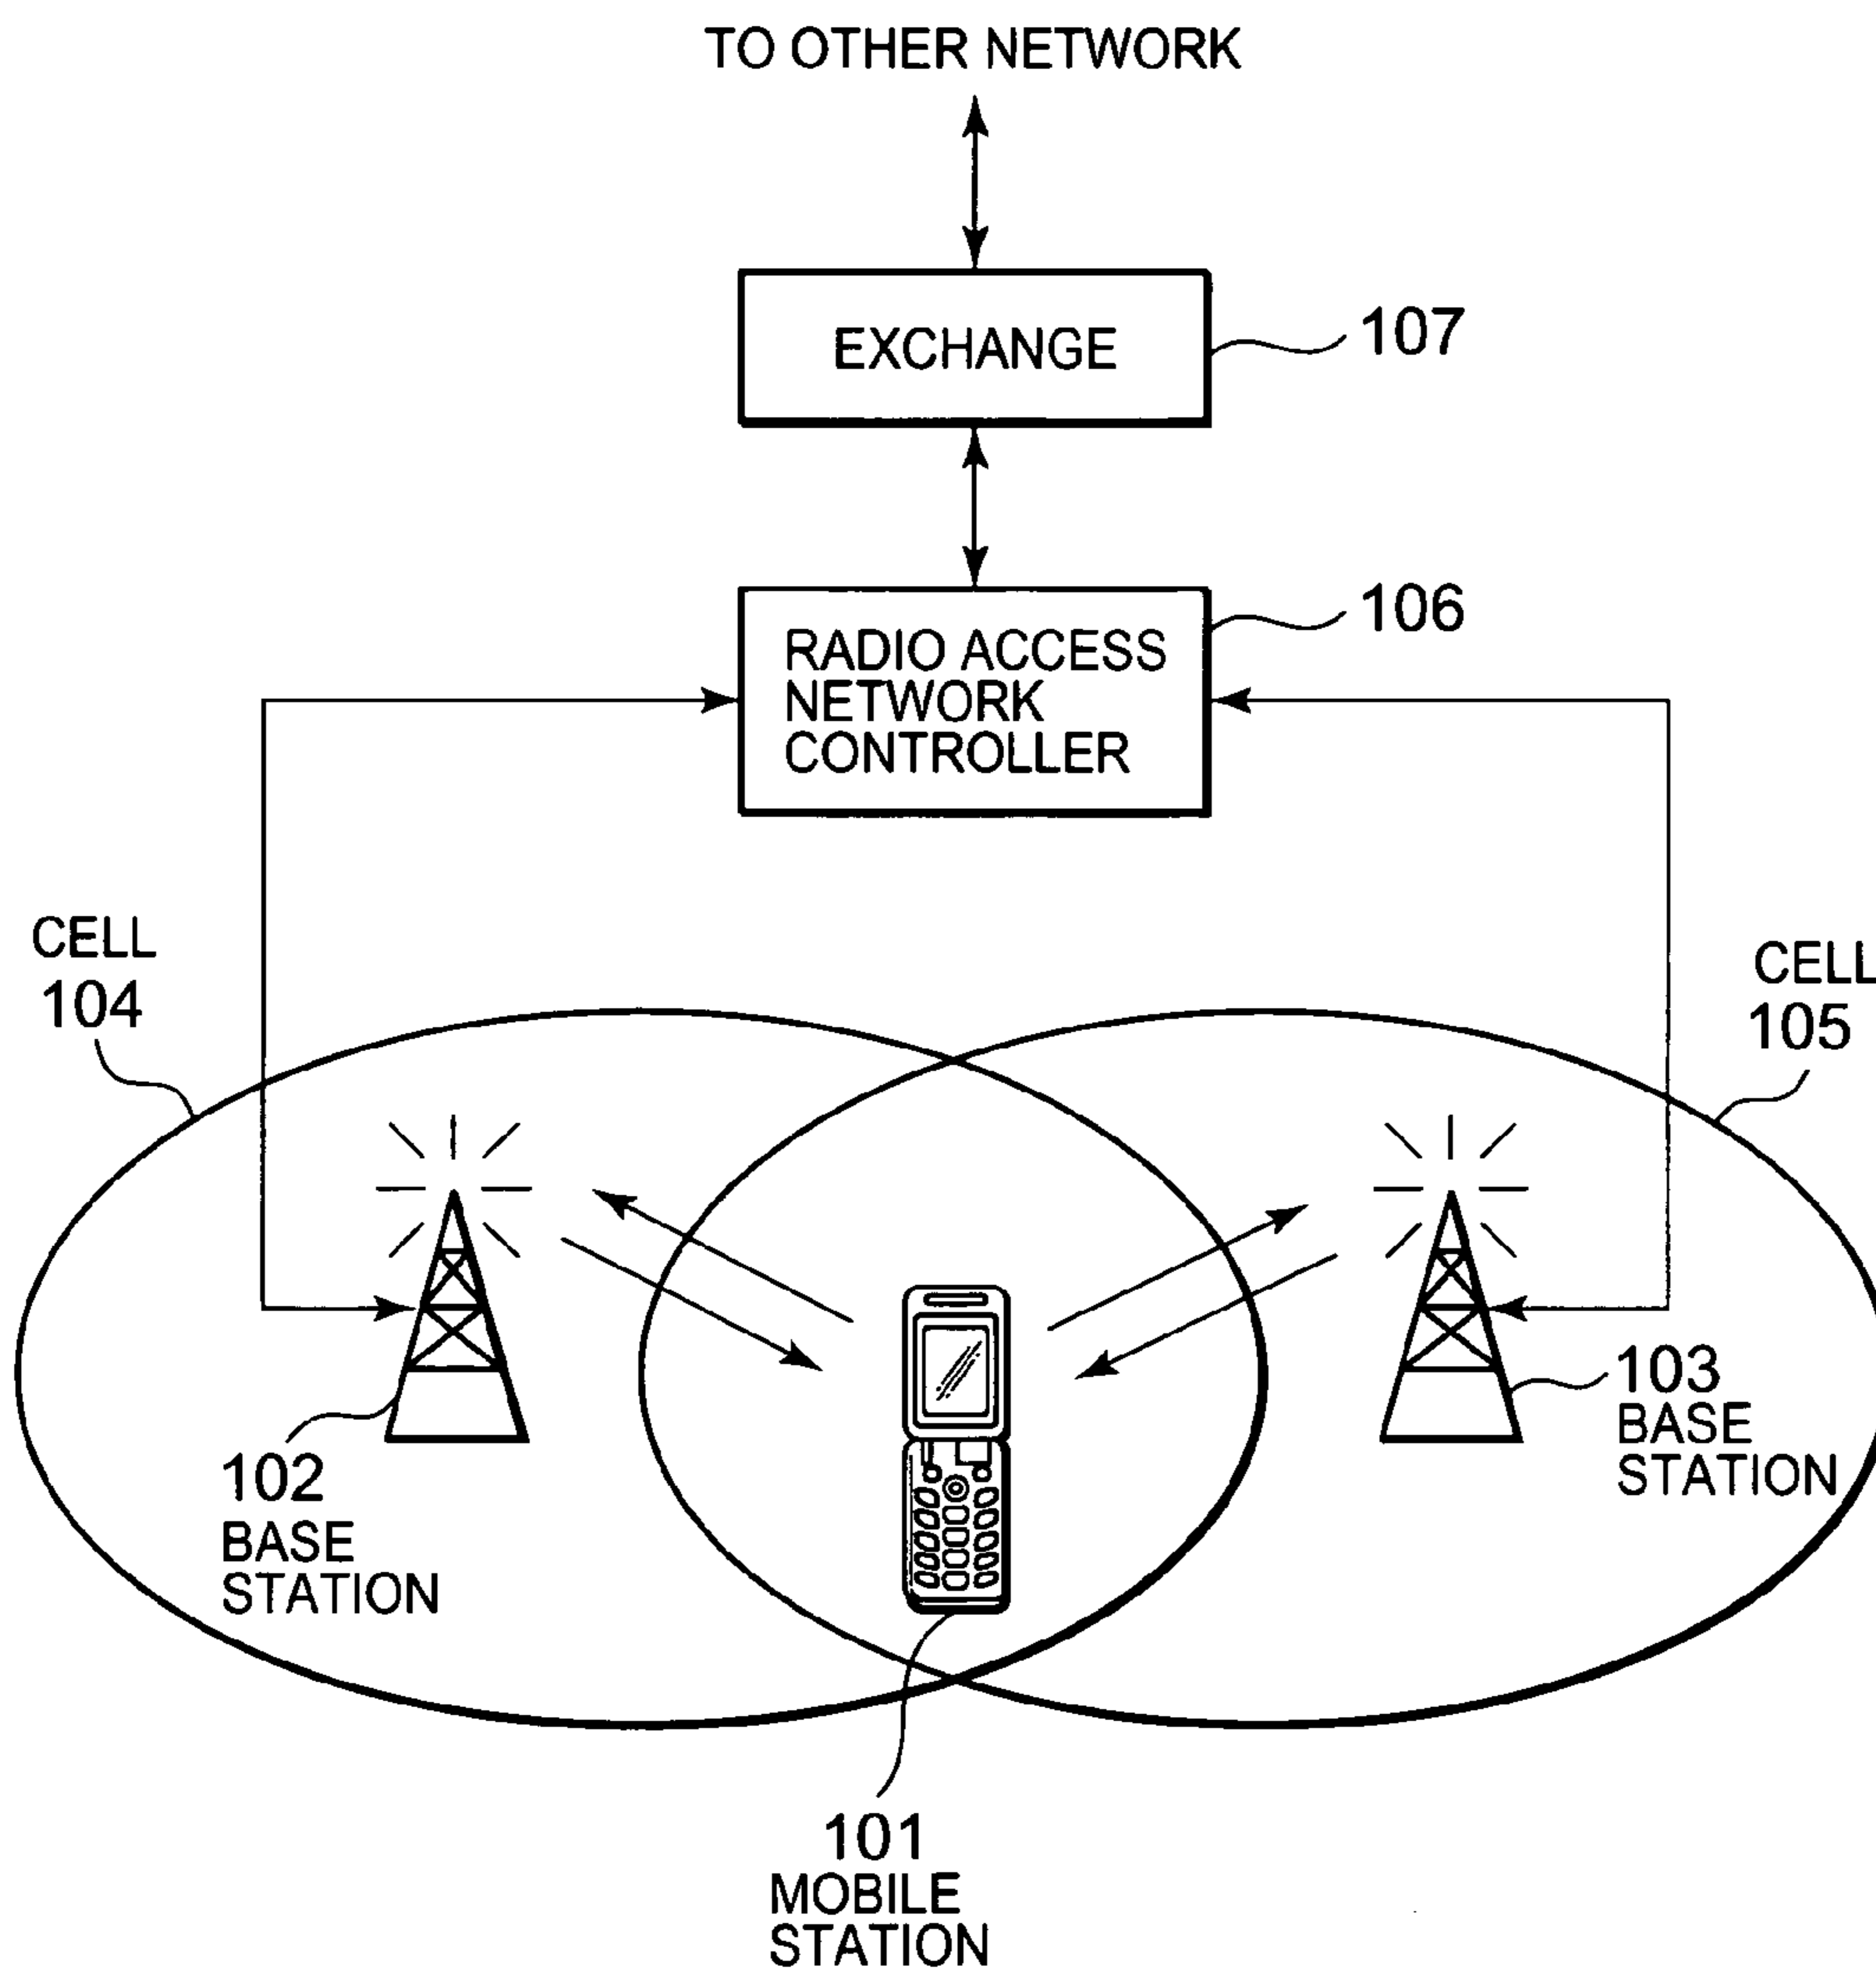 TO OTHER NETWORK
EXCHANGE
107
RADIO ACCESS
NETWORK
CONTROLLER
106
CELL
104
CELL
105
102
BASE
STATION
103
BASE
STATION
101
MOBILE
STATION